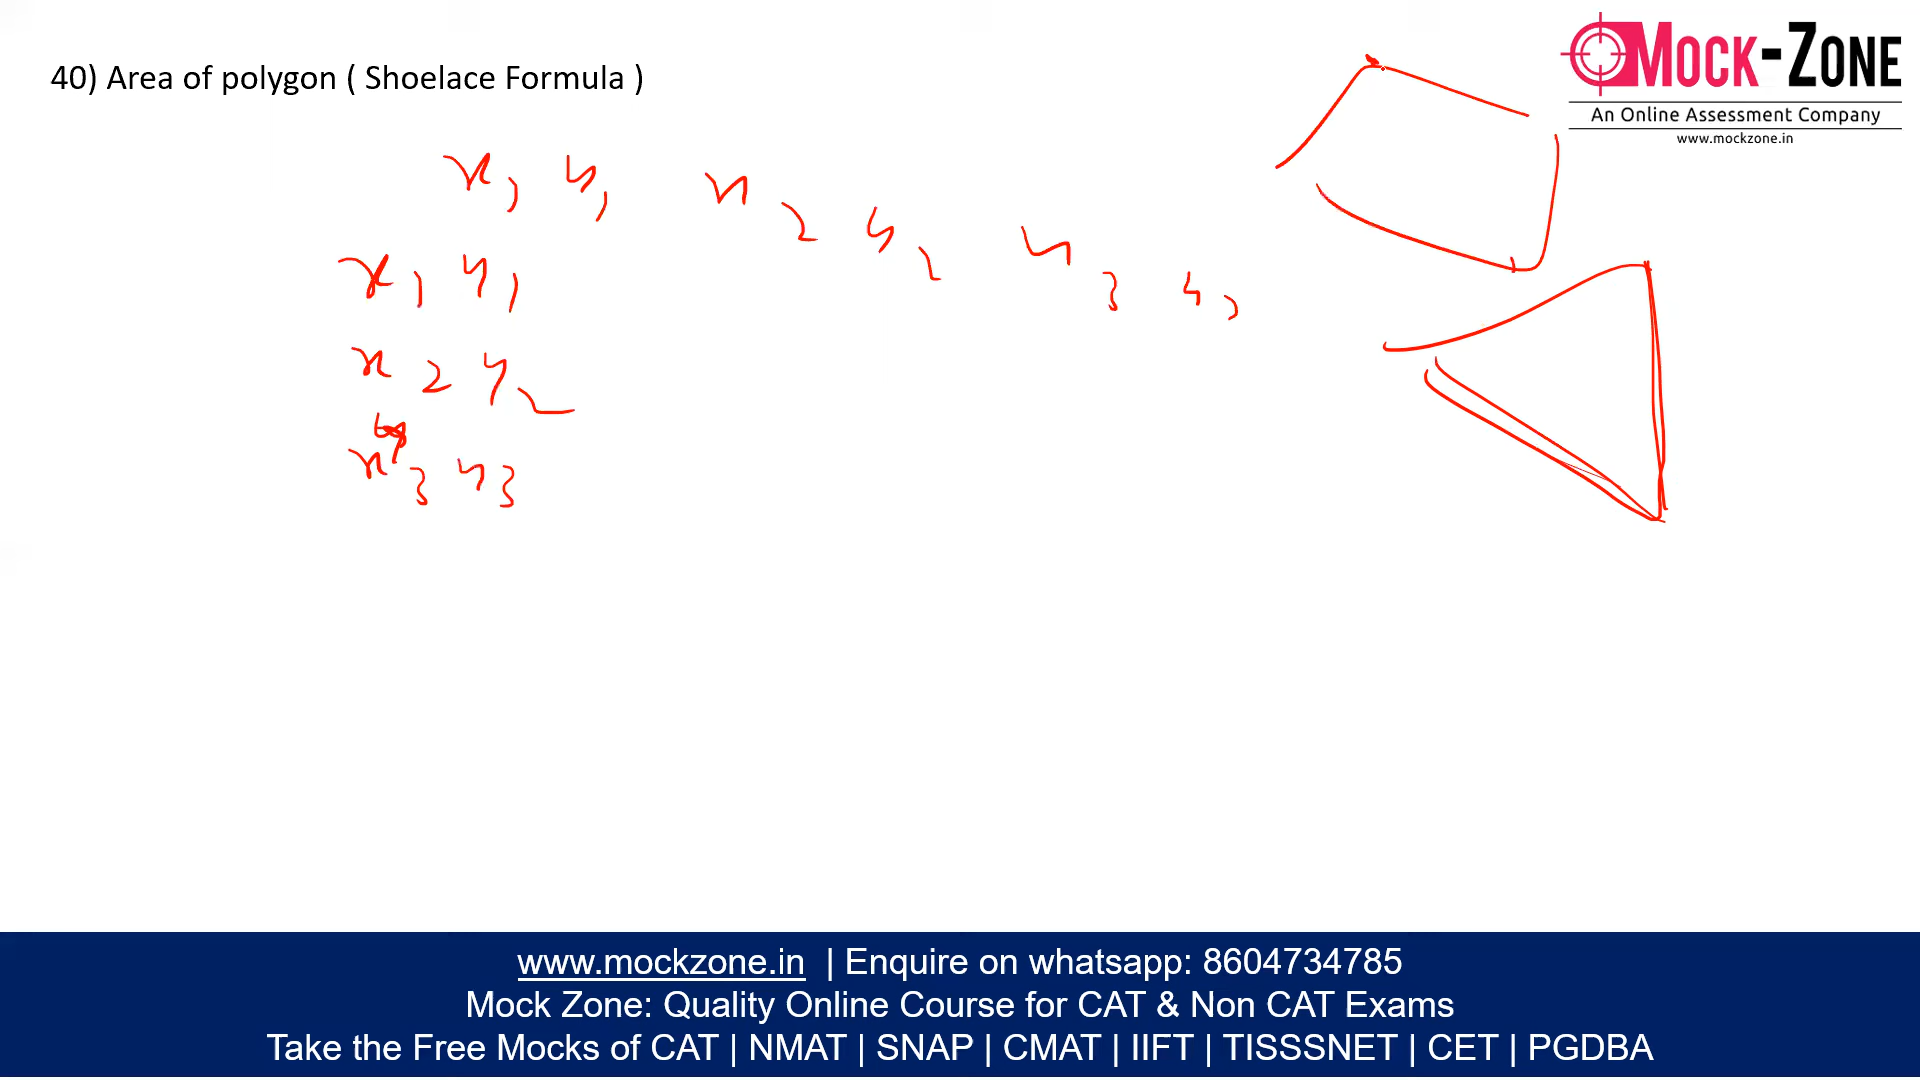 40) Area of polygon ( Shoelace Formula )
MOCK-ZONE
An Online Assessment Company
www.mockzone.in
x1 y1 x2 y2 x3 y3
x1 y1
x2 y2
x3 y3
www.mockzone.in | Enquire on whatsapp: 8604734785
Mock Zone: Quality Online Course for CAT & Non CAT Exams
Take the Free Mocks of CAT | NMAT | SNAP | CMAT | IIFT | TISSSNET | CET | PGDBA